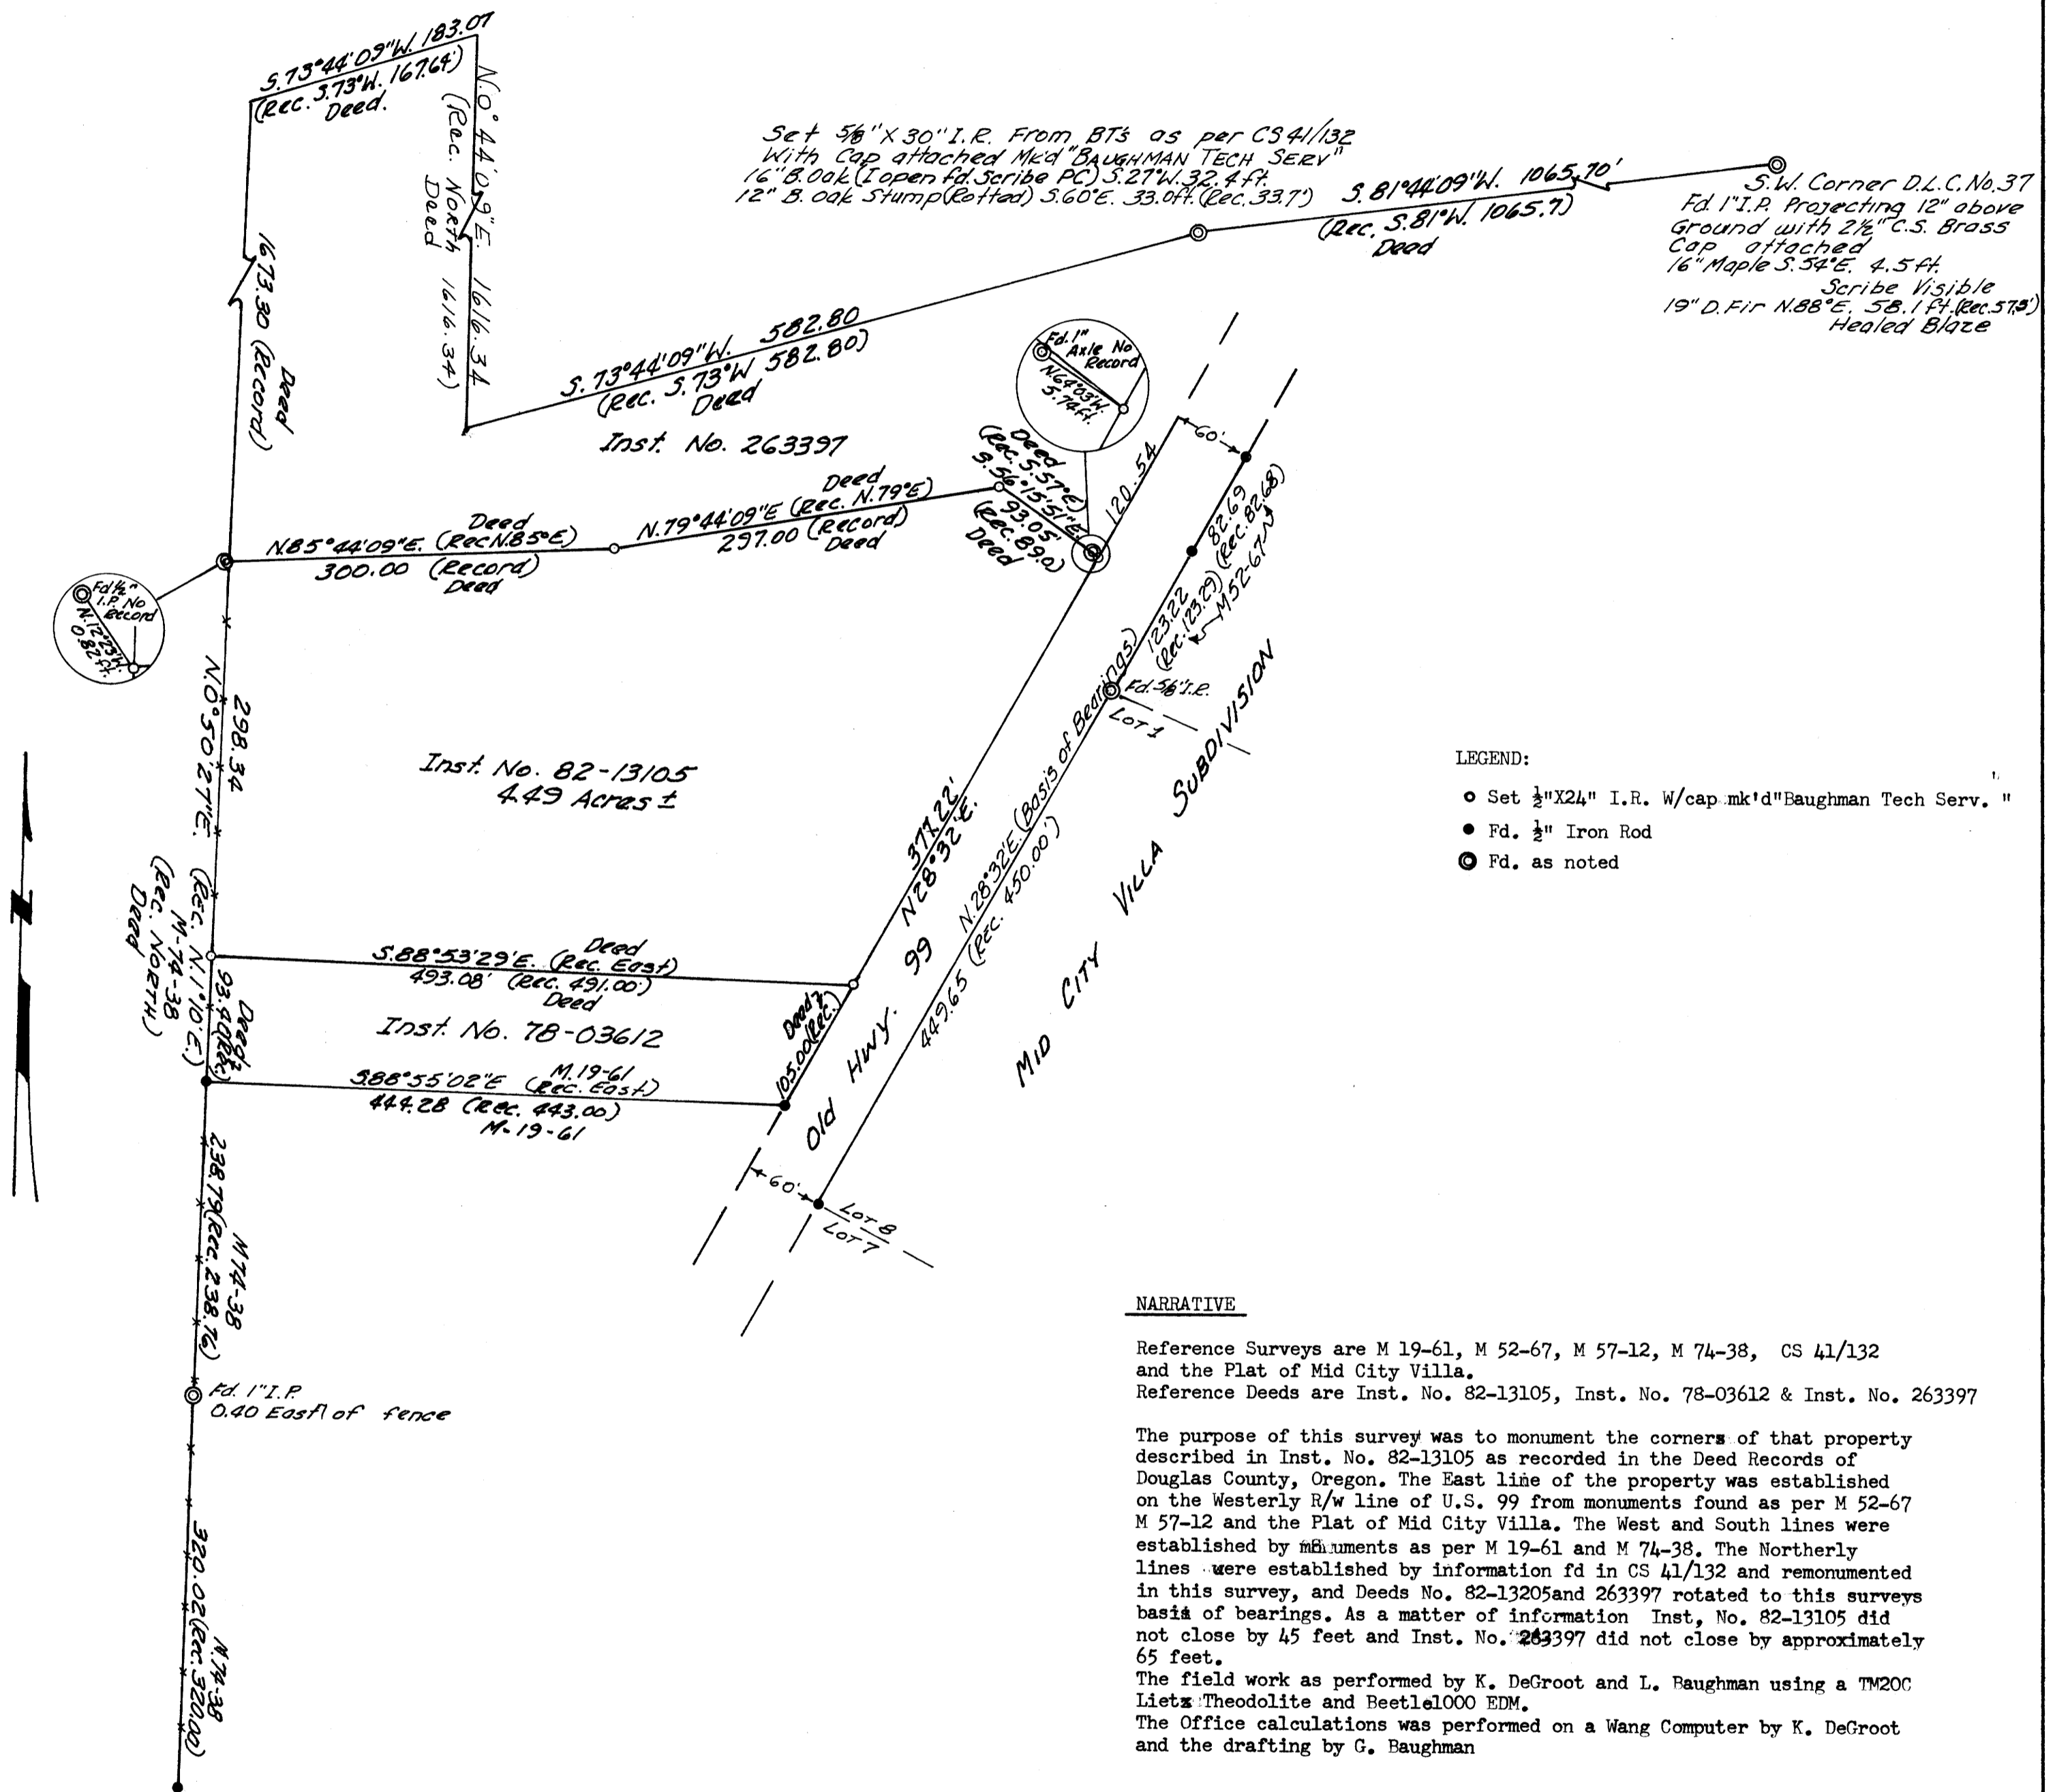 S.73°44'09"W. 183.07
(Rec. S.73°W. 167.64')
Deed.
N.0°44'09"E. 1616.34
(Rec. North 1616.34)
Deed
1673.30 (Record)
Deed
Set 5/8"X30" I.R. From BT's as per CS 41/132
With Cap attached Mk'd "BAUGHMAN TECH SERV"
16" B.Oak (I open fd. Scribe PC) S.27°W. 32.4 ft.
12" B. Oak Stump (Rotted) S.60°E. 33.0ft. (Rec. 33.7')
S.81°44'09"W. 1065.70'
(Rec. S.81°W. 1065.7)
Deed
S.W. Corner D.L.C. No. 37
Fd. 1" I.P. Projecting 12" above
Ground with 2½" C.S. Brass
Cap attached
16" Maple S.54°E. 4.5 ft.
Scribe Visible
19" D.Fir N.88°E. 58.1 ft. (Rec. 57.5')
Healed Blaze
S.73°44'09"W. 582.80
(Rec. S.73°W 582.80)
Deed
Inst. No. 263397
Fd. 1"
Axle No
Record
N.64°03'W.
5.74ft.
Deed
(Rec. S.57°E)
S.56°15'51"E.
93.05'
(Rec. 89.0)
Deed
120.54
60'
82.69
(Rec. 82.68)
123.22
(Rec. 123.29)
M52-67
Deed
N.85°44'09"E. (Rec N.85°E)
300.00 (Record)
Deed
Deed
N.79°44'09"E (Rec. N.79°E)
297.00 (Record)
Deed
Fd ½"
I.P. No
Record
N.12°23'W.
0.82ft.
298.34
N.0°50'27"E. (Rec. N.1°10'E.)
M-74-38
(Rec. NORTH.)
Deed
Inst. No. 82-13105
4.49 Acres ±
377.22'
N28°32'E.
Old Hwy. 99
N.28°32'E. (Basis of Bearings)
449.65 (REC. 450.00')
Fd. 5/8" I.R.
LOT 1
MID CITY VILLA SUBDIVISION
LEGEND:
Set ½"X24" I.R. W/cap mk'd"Baughman Tech Serv. "
Fd. ½" Iron Rod
Fd. as noted
N
Deed
S.88°53'29"E. (Rec. East)
493.08' (Rec. 491.00')
Deed
Deed
93.40 (Rec.)
Inst. No. 78-03612
Deed
105.00 (Rec.)
M.19-61
S88°55'02"E (Rec. East)
444.28 (Rec. 443.00)
M-19-61
60'
LOT 8
LOT 7
M74-38
238.79 (Rec. 238.76)
Fd. 1" I.P.
0.40 East of fence
M.74-38
320.02 (Rec. 320.00)
NARRATIVE
Reference Surveys are M 19-61, M 52-67, M 57-12, M 74-38, CS 41/132
and the Plat of Mid City Villa.
Reference Deeds are Inst. No. 82-13105, Inst. No. 78-03612 & Inst. No. 263397
The purpose of this survey was to monument the corners of that property
described in Inst. No. 82-13105 as recorded in the Deed Records of
Douglas County, Oregon. The East line of the property was established
on the Westerly R/w line of U.S. 99 from monuments found as per M 52-67
M 57-12 and the Plat of Mid City Villa. The West and South lines were
established by monuments as per M 19-61 and M 74-38. The Northerly
lines were established by information fd in CS 41/132 and remonumented
in this survey, and Deeds No. 82-13205and 263397 rotated to this surveys
basis of bearings. As a matter of information Inst, No. 82-13105 did
not close by 45 feet and Inst. No. 263397 did not close by approximately
65 feet.
The field work as performed by K. DeGroot and L. Baughman using a TM20C
Lietz Theodolite and Beetle1000 EDM.
The Office calculations was performed on a Wang Computer by K. DeGroot
and the drafting by G. Baughman